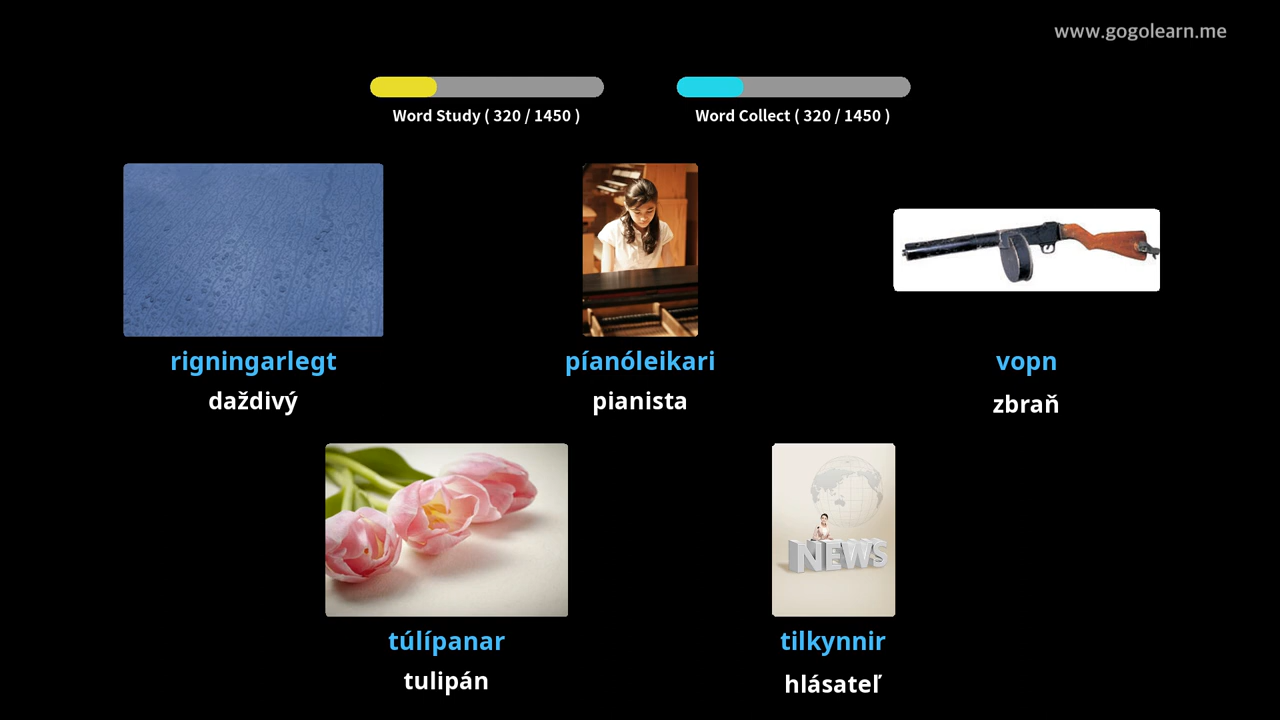 www.gogolearn.me
Word Study ( 320 / 1450 )
Word Collect ( 320 / 1450 )
rigningarlegt
daždivý
píanóleikari
pianista
vopn
zbraň
túlípanar
tulipán
NEWS
tilkynnir
hlásateľ